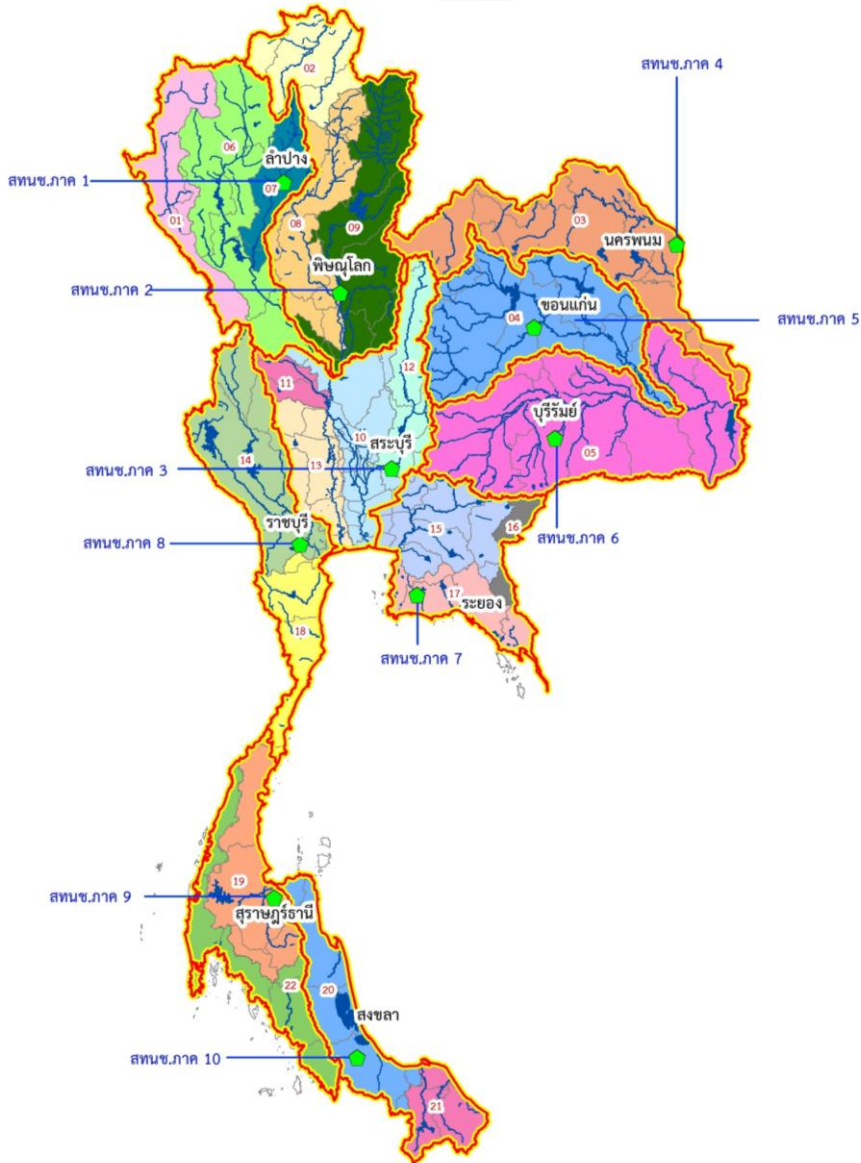 สทนช.ภาค 4
02
06
ลำปาง
สทนช.ภาค 1
07
03
01
08
09
นครพนม
พิษณุโลก
สทนช.ภาค 2
ขอนแก่น
04
สทนช.ภาค 5
12
11
บุรีรัมย์
10
สระบุรี
05
14
13
สทนช.ภาค 3
ราชบุรี
15
16
สทนช.ภาค 6
สทนช.ภาค 8
17
ระยอง
18
สทนช.ภาค 7
19
สทนช.ภาค 9
สุราษฎร์ธานี
22
20
สงขลา
สทนช.ภาค 10
21